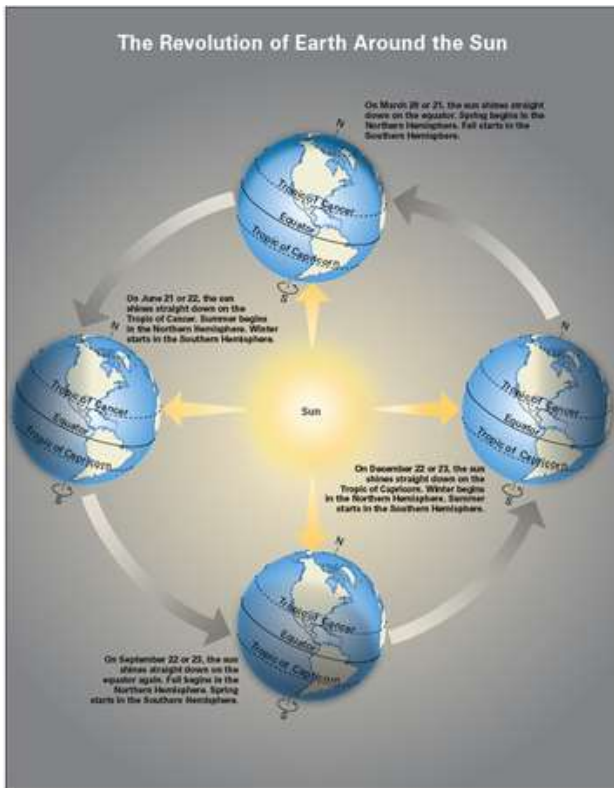 The Revolution of Earth Around the Sun
On March 20 or 21, the sun shines straight
down on the equator. Spring begins in the
Northern Hemisphere. Fall starts in the
Southern Hemisphere.
N
Tropic of Cancer
Equator
Tropic of Capricorn
S
On June 21 or 22, the sun
shines straight down on the
Tropic of Cancer. Summer begins
in the Northern Hemisphere. Winter
starts in the Southern Hemisphere.
N
Tropic of Cancer
Equator
Tropic of Capricorn
S
Sun
N
Tropic of Cancer
Equator
Tropic of Capricorn
S
On December 22 or 23, the sun
shines straight down on the
Tropic of Capricorn. Winter begins
in the Northern Hemisphere. Summer
starts in the Southern Hemisphere.
N
Tropic of Cancer
Equator
Tropic of Capricorn
S
On September 22 or 23, the sun
shines straight down on the
equator again. Fall begins in the
Northern Hemisphere. Spring
starts in the Southern Hemisphere.